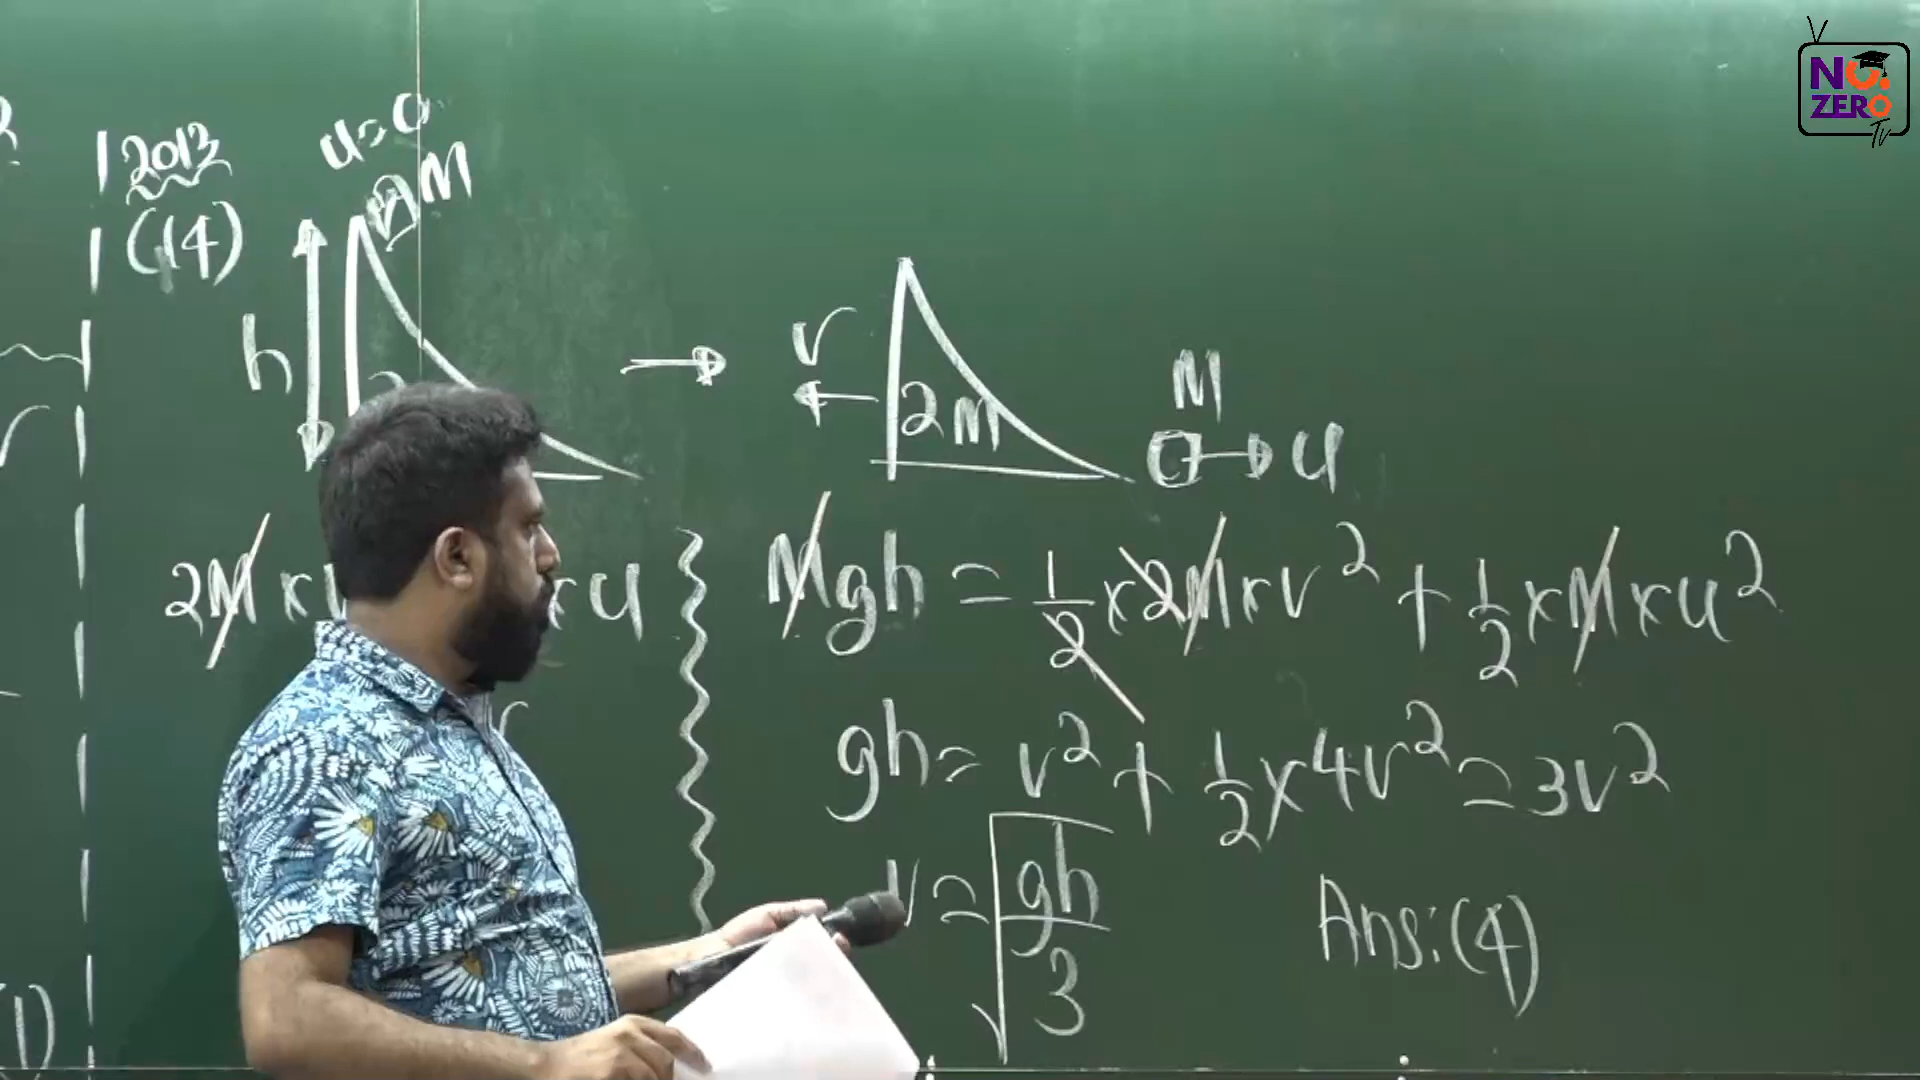 2013
(14)
u=0
M
h
v
2M
M
u
Mgh = 1/2 x 2M x v² + 1/2 x M x u²
2M x
x u
gh = v² + 1/2 x 4v² = 3v²
v = √(gh/3)
Ans: (4)
NO.
ZERO
TV